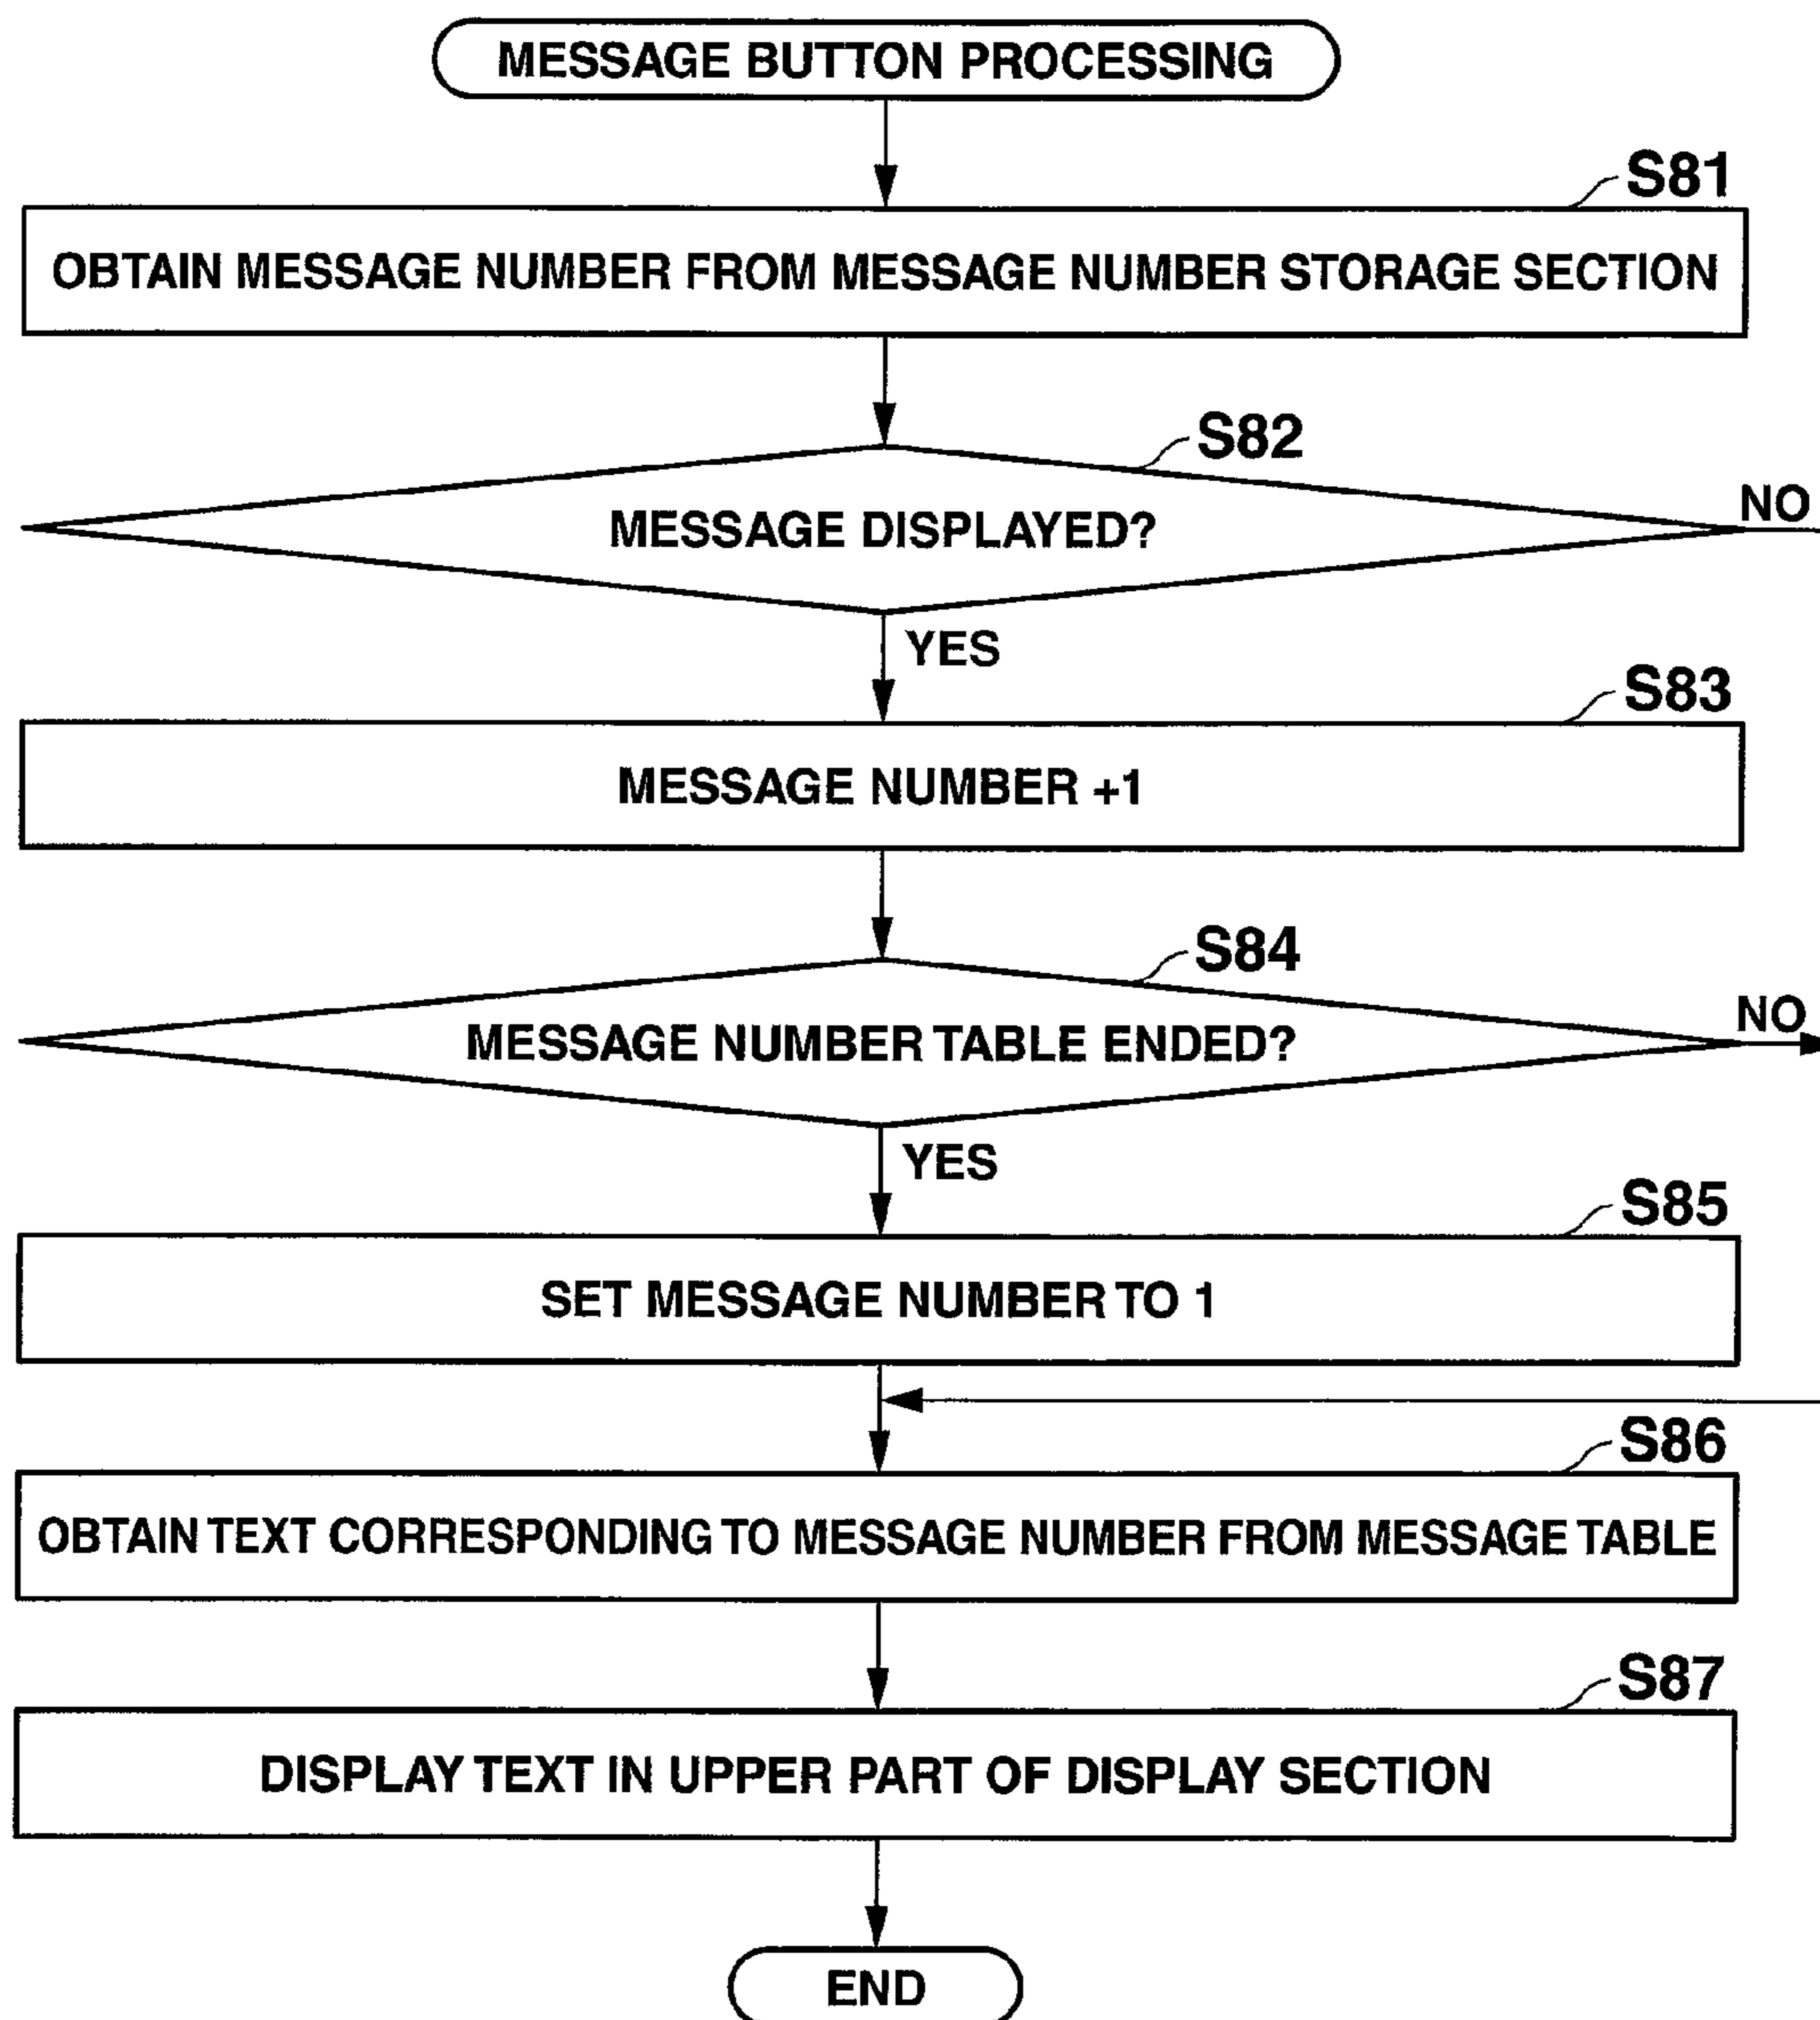 MESSAGE BUTTON PROCESSING
S81
OBTAIN MESSAGE NUMBER FROM MESSAGE NUMBER STORAGE SECTION
S82
MESSAGE DISPLAYED?
NO
YES
S83
MESSAGE NUMBER +1
S84
MESSAGE NUMBER TABLE ENDED?
NO
YES
S85
SET MESSAGE NUMBER TO 1
S86
OBTAIN TEXT CORRESPONDING TO MESSAGE NUMBER FROM MESSAGE TABLE
S87
DISPLAY TEXT IN UPPER PART OF DISPLAY SECTION
END